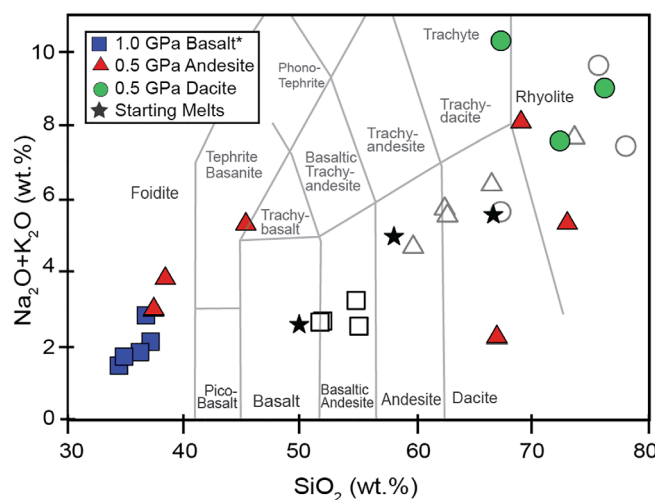 10
8
6
4
2
0
Na2O+K2O (wt.%)
1.0 GPa Basalt*
0.5 GPa Andesite
0.5 GPa Dacite
Starting Melts
Phono-
Tephrite
Trachyte
Trachy-
dacite
Rhyolite
Trachy-
andesite
Tephrite
Basanite
Basaltic
Trachy-
andesite
Foidite
Trachy-
basalt
Pico-
Basalt
Basalt
Basaltic
Andesite
Andesite
Dacite
30
40
50
60
70
80
SiO2 (wt.%)